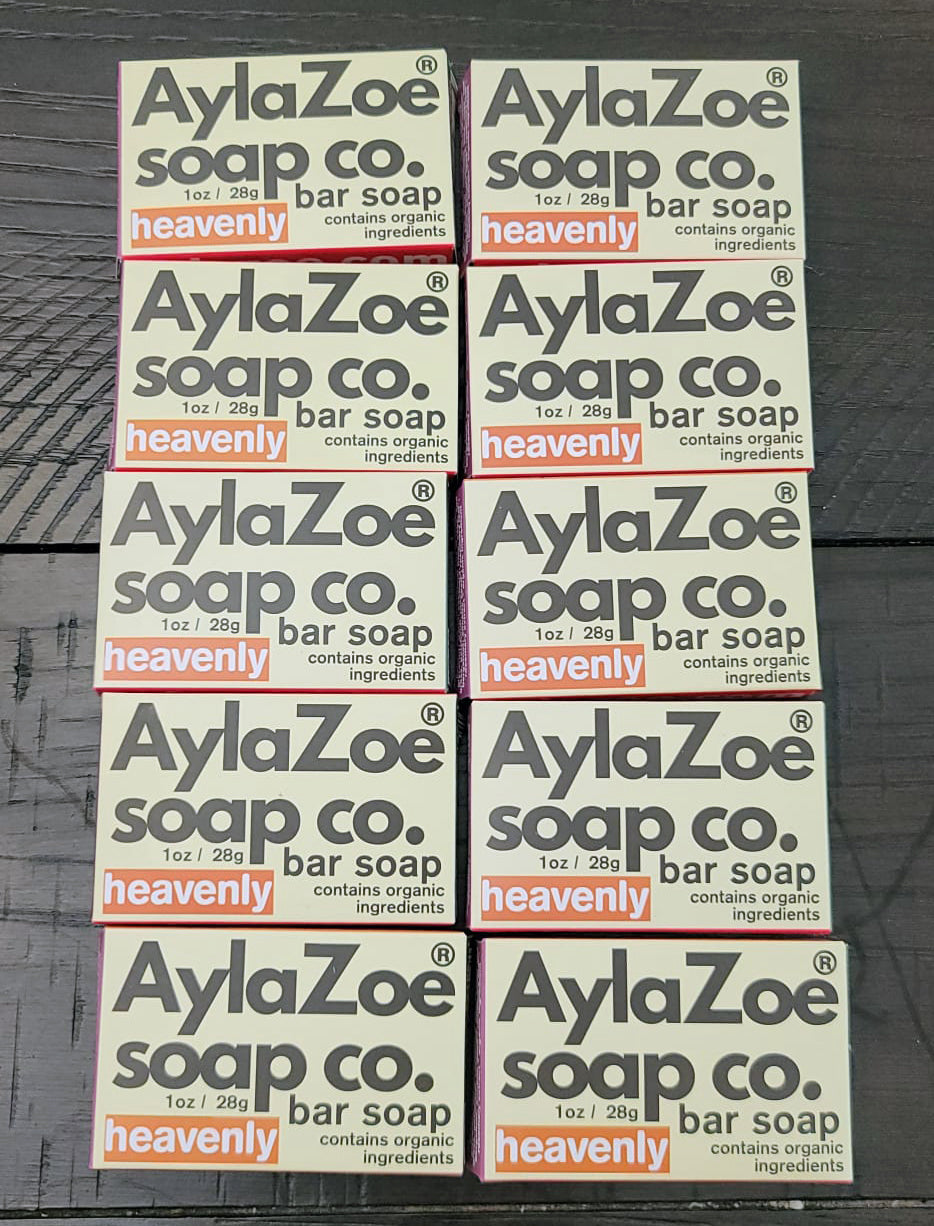 AylaZoe®
soap co.
1oz / 28g bar soap
heavenly contains organic
ingredients
AylaZoe®
soap co.
1oz / 28g bar soap
heavenly contains organic
ingredients
AylaZoe®
soap co.
1oz / 28g bar soap
heavenly contains organic
ingredients
AylaZoe®
soap co.
1oz / 28g bar soap
heavenly contains organic
ingredients
AylaZoe®
soap co.
1oz / 28g bar soap
heavenly contains organic
ingredients
AylaZoe®
soap co.
1oz / 28g bar soap
heavenly contains organic
ingredients
AylaZoe®
soap co.
1oz / 28g bar soap
heavenly contains organic
ingredients
AylaZoe®
soap co.
1oz / 28g bar soap
heavenly contains organic
ingredients
AylaZoe®
soap co.
1oz / 28g bar soap
heavenly contains organic
ingredients
AylaZoe®
soap co.
1oz / 28g bar soap
heavenly contains organic
ingredients